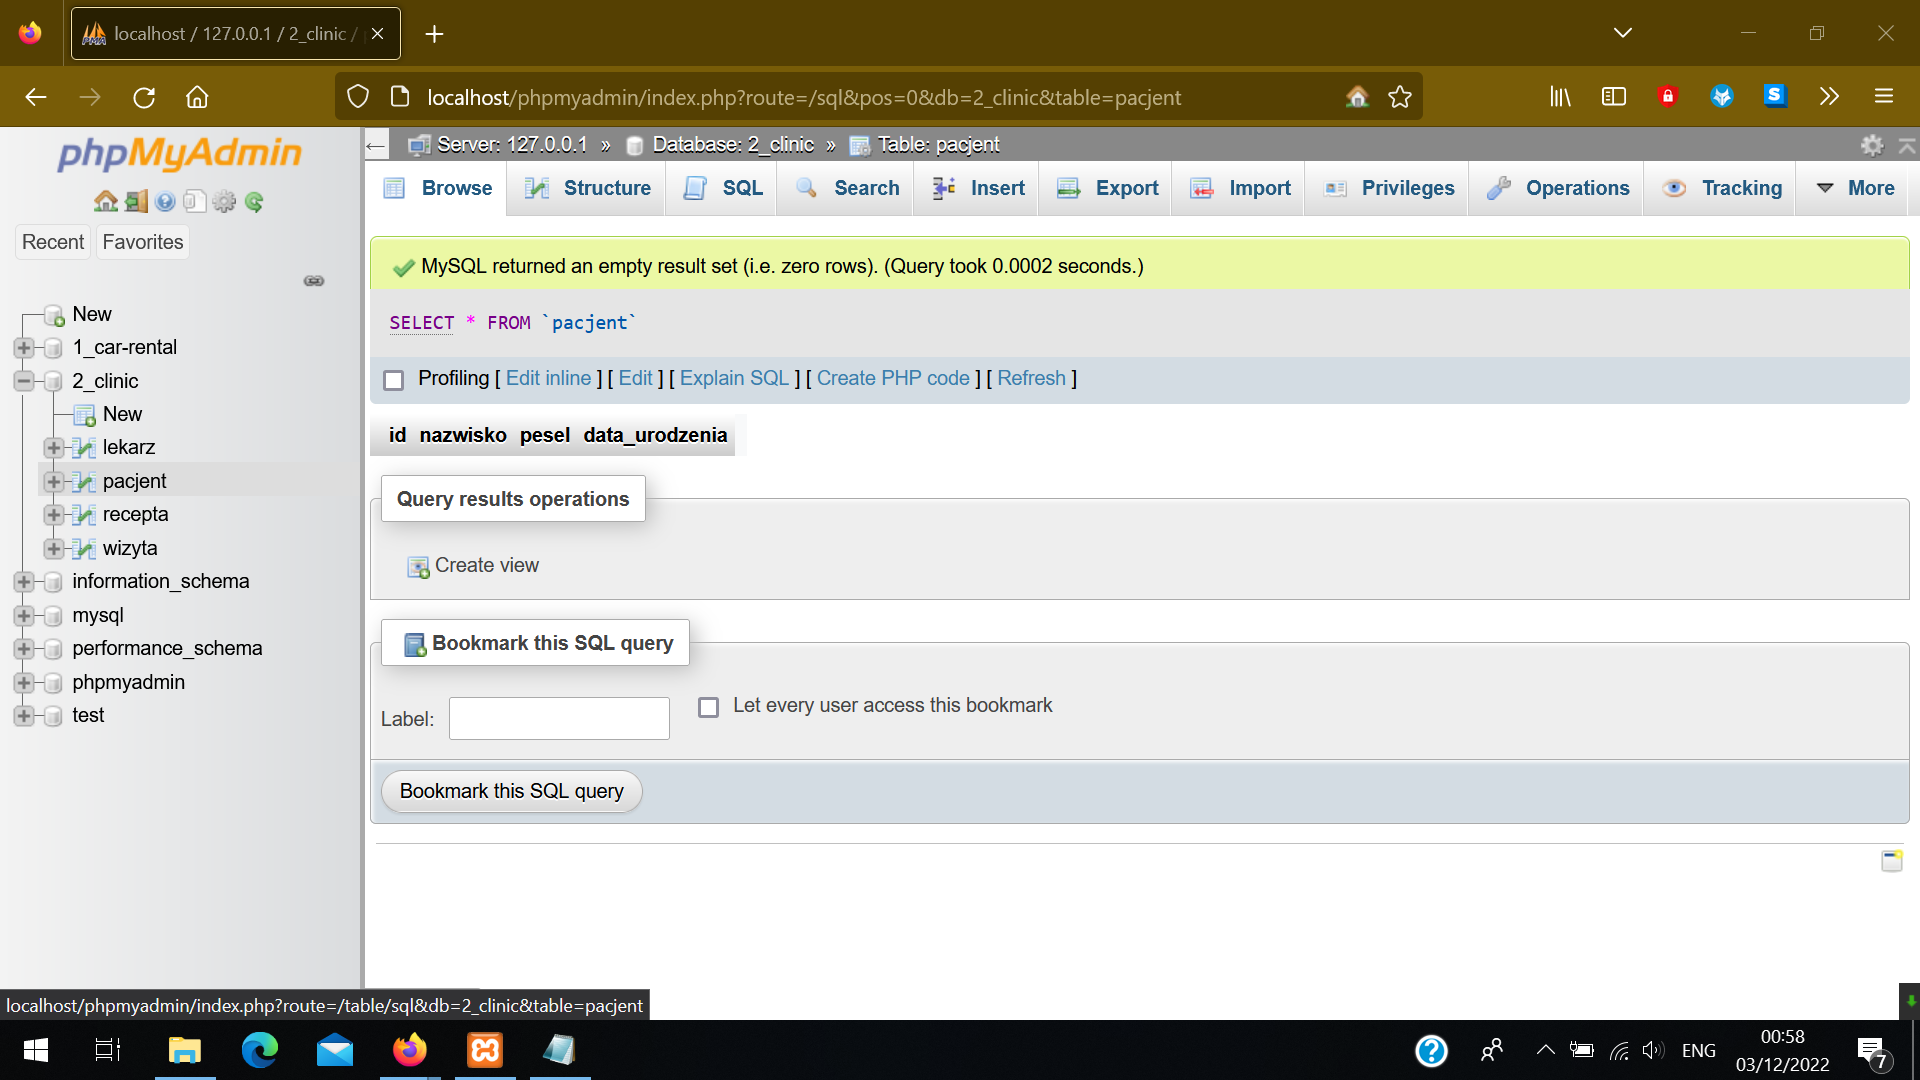 localhost / 127.0.0.1 / 2_clinic /
localhost/phpmyadmin/index.php?route=/sql&pos=0&db=2_clinic&table=pacjent
phpMyAdmin
Recent Favorites
New
1_car-rental
2_clinic
New
lekarz
pacjent
recepta
wizyta
information_schema
mysql
performance_schema
phpmyadmin
test
Server: 127.0.0.1 » Database: 2_clinic » Table: pacjent
Browse Structure SQL Search Insert Export Import Privileges Operations Tracking More
MySQL returned an empty result set (i.e. zero rows). (Query took 0.0002 seconds.)
SELECT * FROM `pacjent`
Profiling [ Edit inline ] [ Edit ] [ Explain SQL ] [ Create PHP code ] [ Refresh ]
id nazwisko pesel data_urodzenia
Query results operations
Create view
Bookmark this SQL query
Label: Let every user access this bookmark
Bookmark this SQL query
localhost/phpmyadmin/index.php?route=/table/sql&db=2_clinic&table=pacjent
ENG
00:58
03/12/2022
7